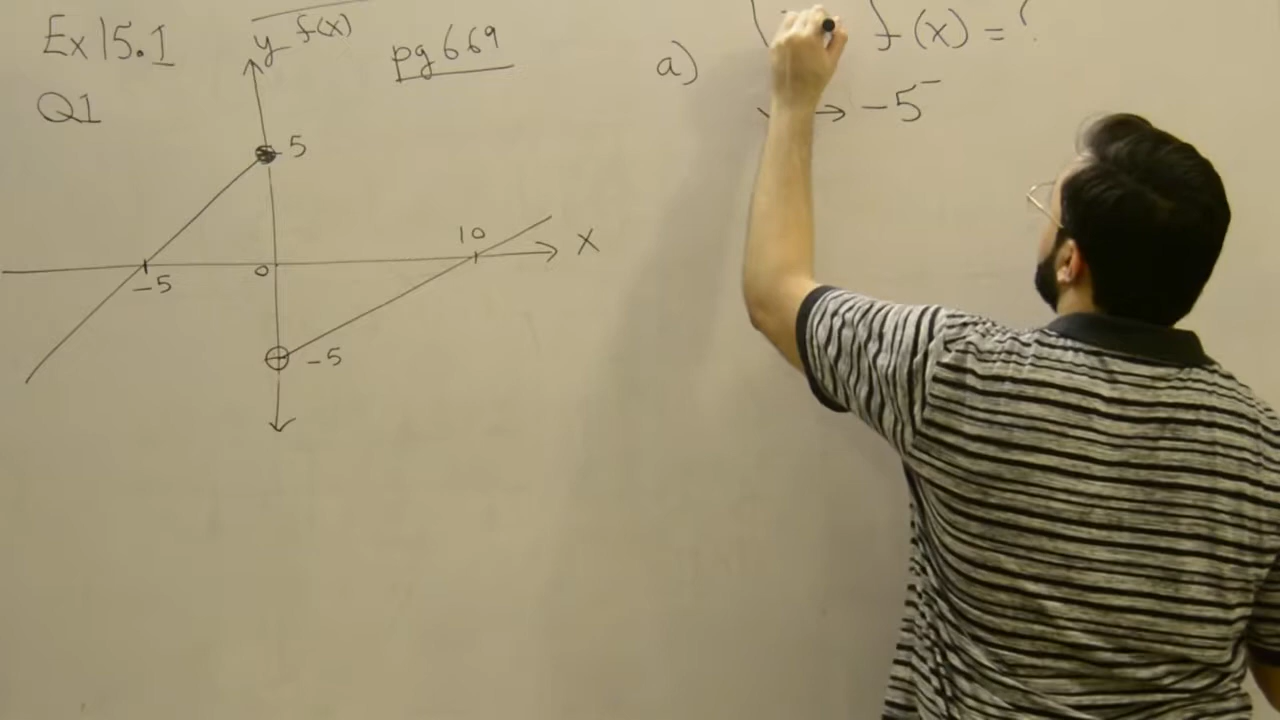 Ex 15.1
Q1
y f(x)
pg 669
5
-5
0
10
x
-5
a)
f(x) = ?
→ -5⁻